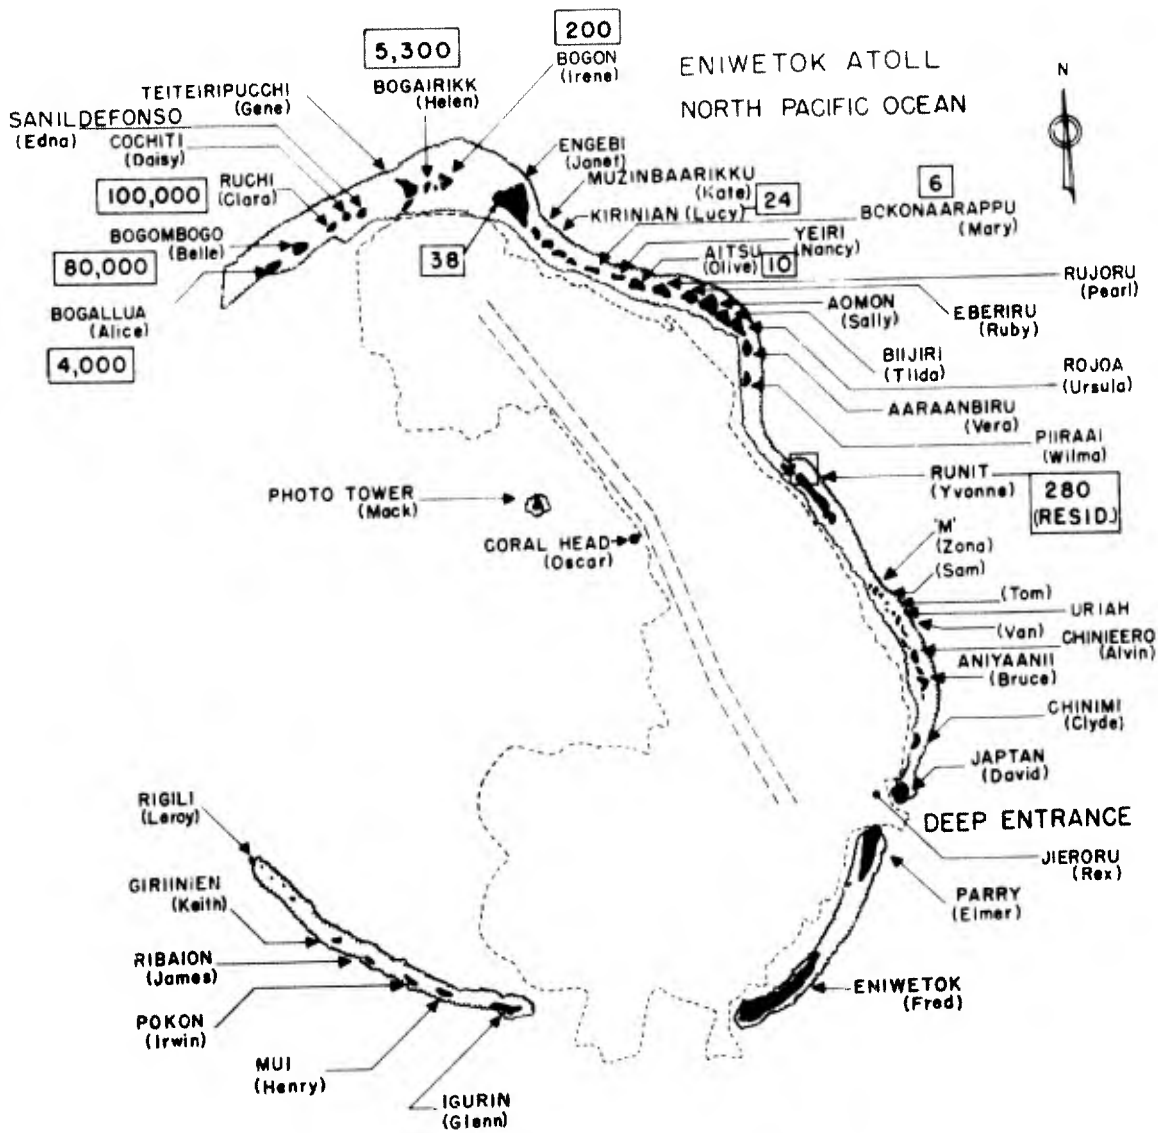 ENIWETOK ATOLL
NORTH PACIFIC OCEAN
N
200
5,300
BOGON
(Irene)
BOGAIRIKK
(Helen)
TEITEIRIPUCCHI
(Gene)
SANILDEFONSO
(Edna)
COCHITI
(Daisy)
100,000
RUCHI
(Clara)
BOGOMBOGO
(Belle)
80,000
BOGALLUA
(Alice)
4,000
38
ENGEBI
(Janet)
MUZINBAARIKKU
(Kate)
KIRINIAN (Lucy)
24
6
BCKONAARAPPU
(Mary)
YEIRI
(Nancy)
AITSU
(Olive)
10
RUJORU
(Pearl)
EBERIRU
(Ruby)
AOMON
(Sally)
BIIJIRI
(Tilda)
ROJOA
(Ursula)
AARAANBIRU
(Vera)
PIIRAAI
(Wilma)
RUNIT
(Yvonne)
280
(RESID.)
PHOTO TOWER
(Mack)
CORAL HEAD
(Oscar)
'M'
(Zona)
(Sam)
(Tom)
URIAH
(Van)
CHINIEERO
(Alvin)
ANIYAANII
(Bruce)
CHINIMI
(Clyde)
JAPTAN
(David)
DEEP ENTRANCE
JIERORU
(Rex)
PARRY
(Elmer)
ENIWETOK
(Fred)
RIGILI
(Leroy)
GIRIINIEN
(Keith)
RIBAION
(James)
POKON
(Irwin)
MUI
(Henry)
IGURIN
(Glenn)